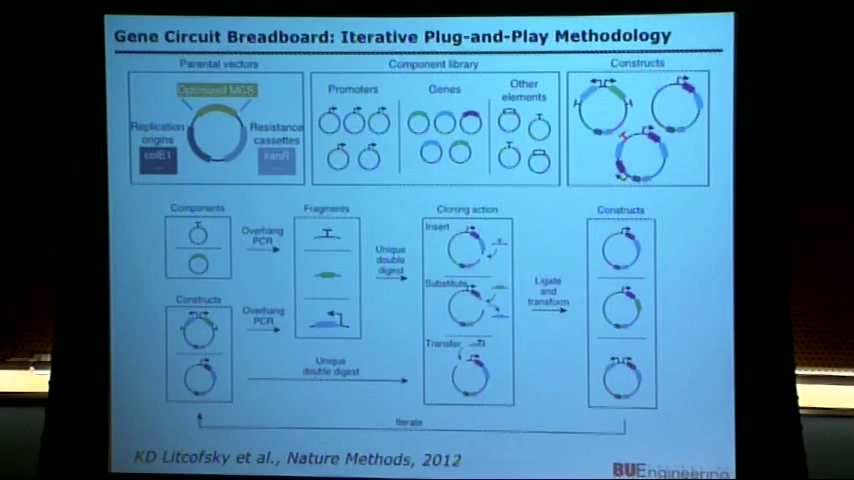 Gene Circuit Breadboard: Iterative Plug-and-Play Methodology
Parental vectors
Component library
Constructs
Optimized MCS
Replication
origins
colE1
...
Resistance
cassettes
kanR
...
Promoters
Genes
Other
elements
Components
Fragments
Cloning action
Constructs
Overhang
PCR
Unique
double
digest
Insert
Substitute
Transfer
Ligate
and
transform
Constructs
Overhang
PCR
Unique
double digest
Iterate
KD Litcofsky et al., Nature Methods, 2012
BUEngineering